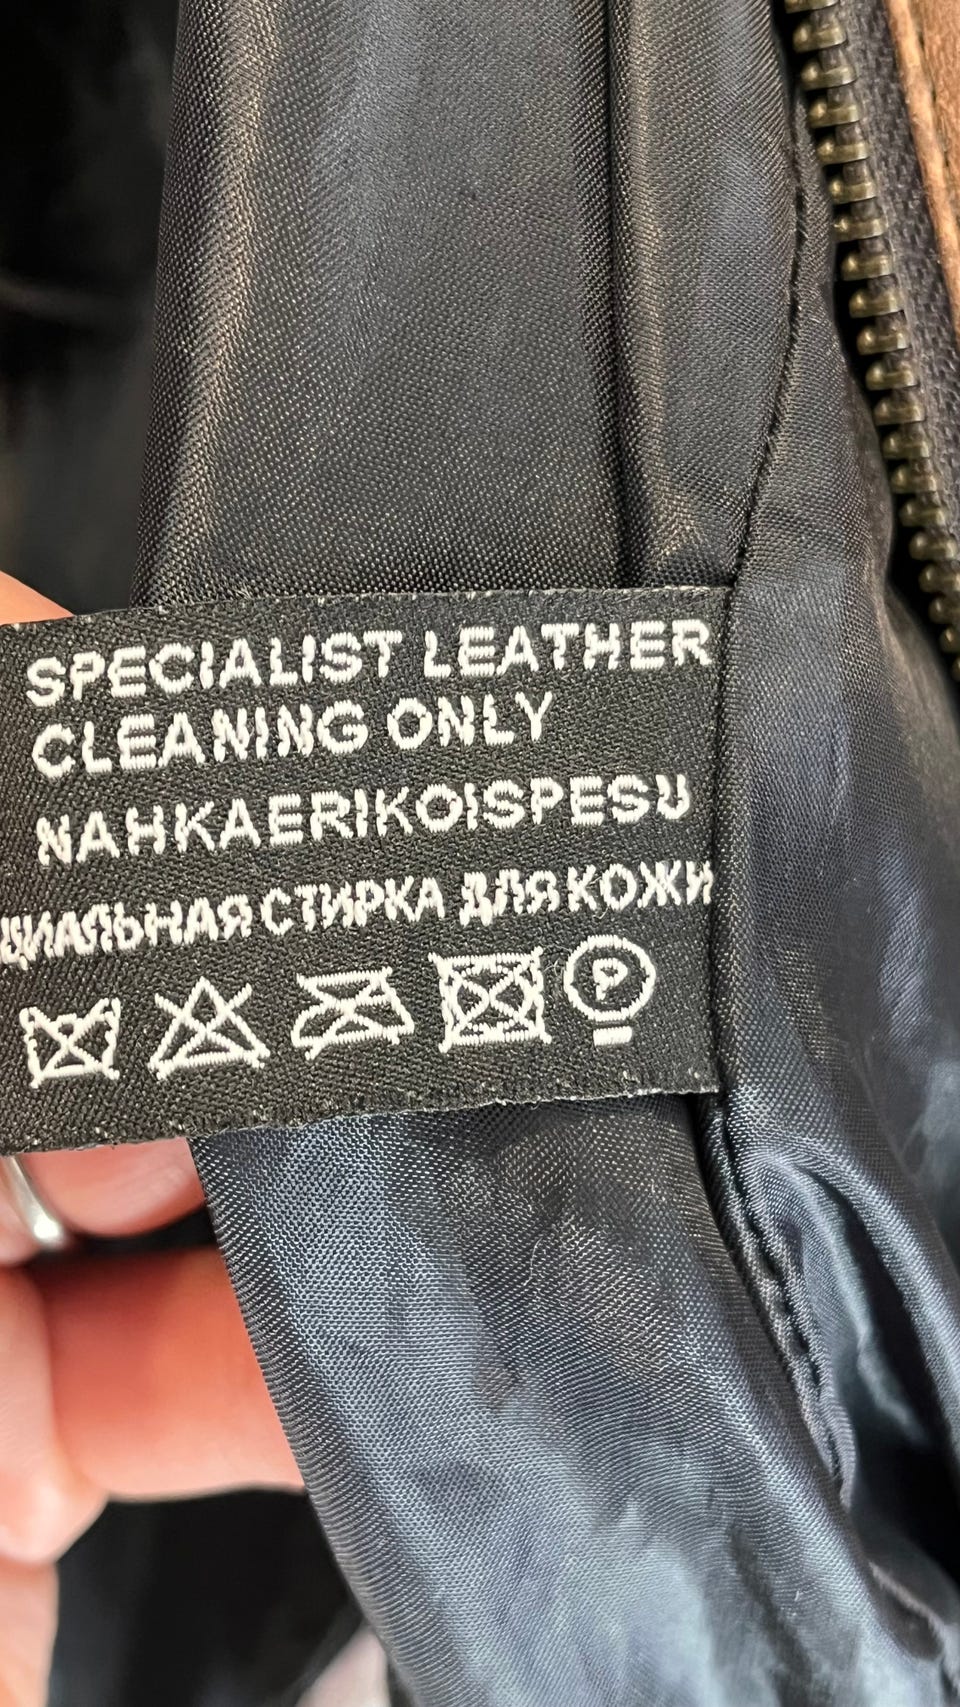 SPECIALIST LEATHER
CLEANING ONLY
NAHKAERIKOISPESU
ЦИАЛЬНАЯ СТИРКА ДЛЯ КОЖИ
P